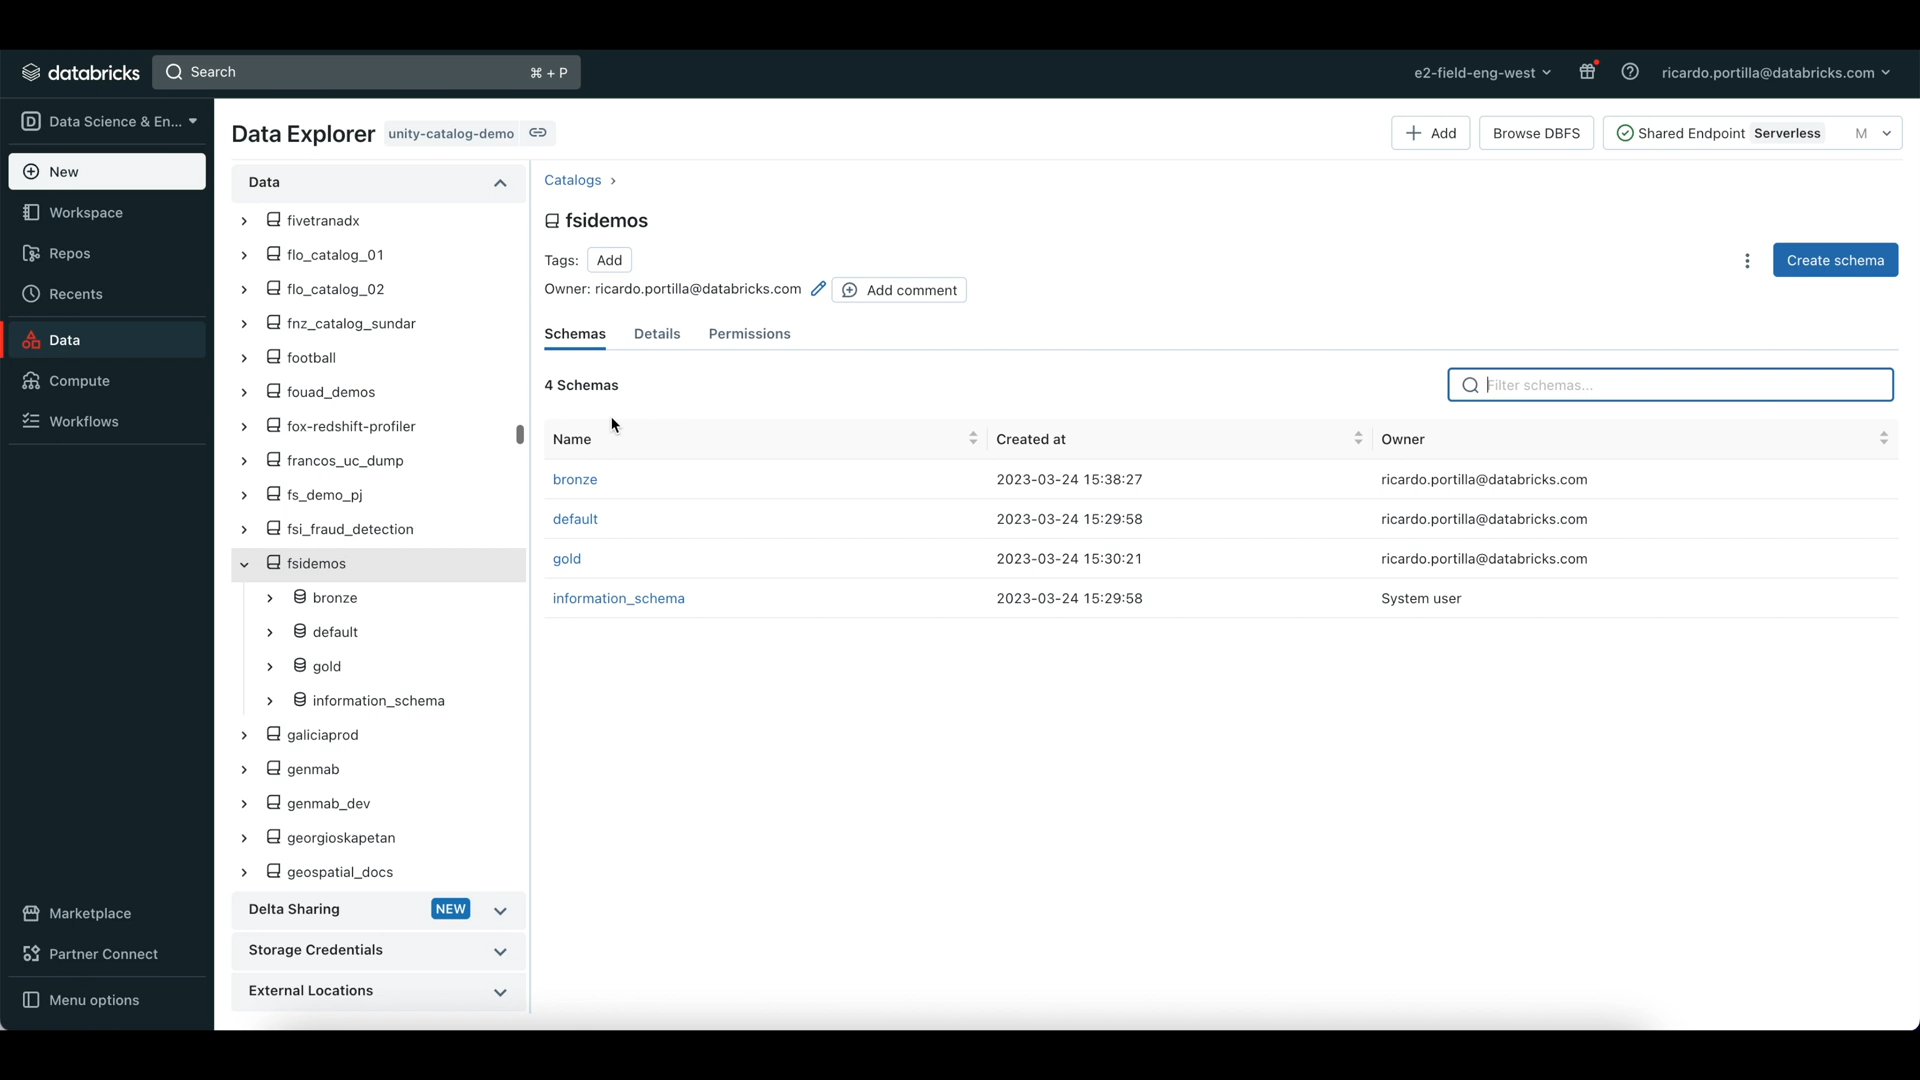 databricks
Search
⌘ + P
e2-field-eng-west
ricardo.portilla@databricks.com
Data Science & En...
New
Workspace
Repos
Recents
Data
Compute
Workflows
Marketplace
Partner Connect
Menu options
Data Explorer
unity-catalog-demo
Add
Browse DBFS
Shared Endpoint Serverless M
Data
fivetranadx
flo_catalog_01
flo_catalog_02
fnz_catalog_sundar
football
fouad_demos
fox-redshift-profiler
francos_uc_dump
fs_demo_pj
fsi_fraud_detection
fsidemos
bronze
default
gold
information_schema
galiciaprod
genmab
genmab_dev
georgioskapetan
geospatial_docs
Delta Sharing NEW
Storage Credentials
External Locations
Catalogs ›
fsidemos
Tags: Add
Create schema
Owner: ricardo.portilla@databricks.com Add comment
Schemas Details Permissions
4 Schemas
Filter schemas...
Name Created at Owner
bronze 2023-03-24 15:38:27 ricardo.portilla@databricks.com
default 2023-03-24 15:29:58 ricardo.portilla@databricks.com
gold 2023-03-24 15:30:21 ricardo.portilla@databricks.com
information_schema 2023-03-24 15:29:58 System user